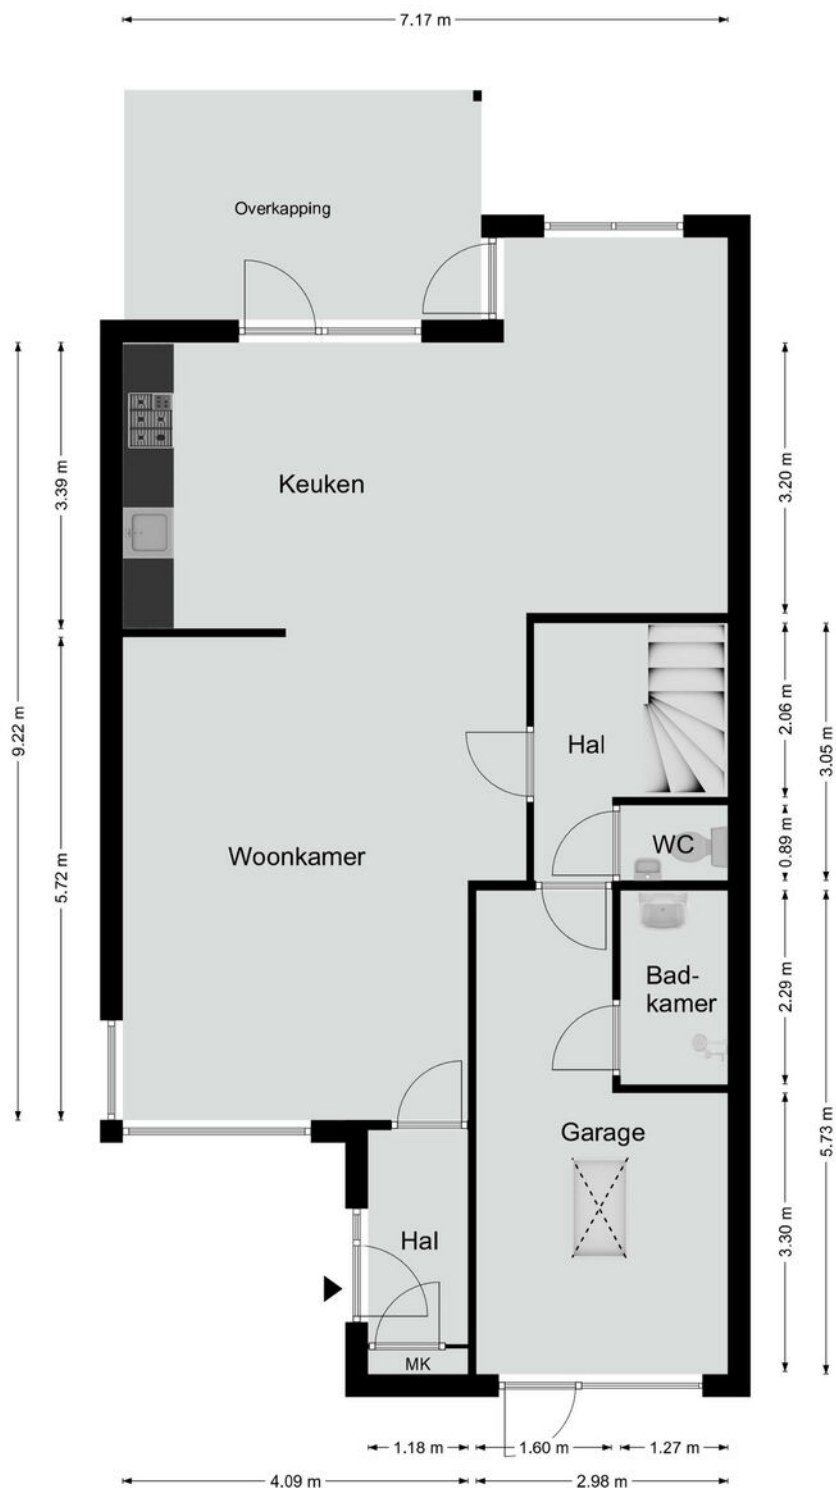 7.17 m
Overkapping
Keuken
3.39 m
3.20 m
9.22 m
2.06 m
3.05 m
Hal
WC
0.89 m
Woonkamer
5.72 m
Bad-
kamer
2.29 m
Garage
5.73 m
3.30 m
Hal
MK
1.18 m
1.60 m
1.27 m
4.09 m
2.98 m